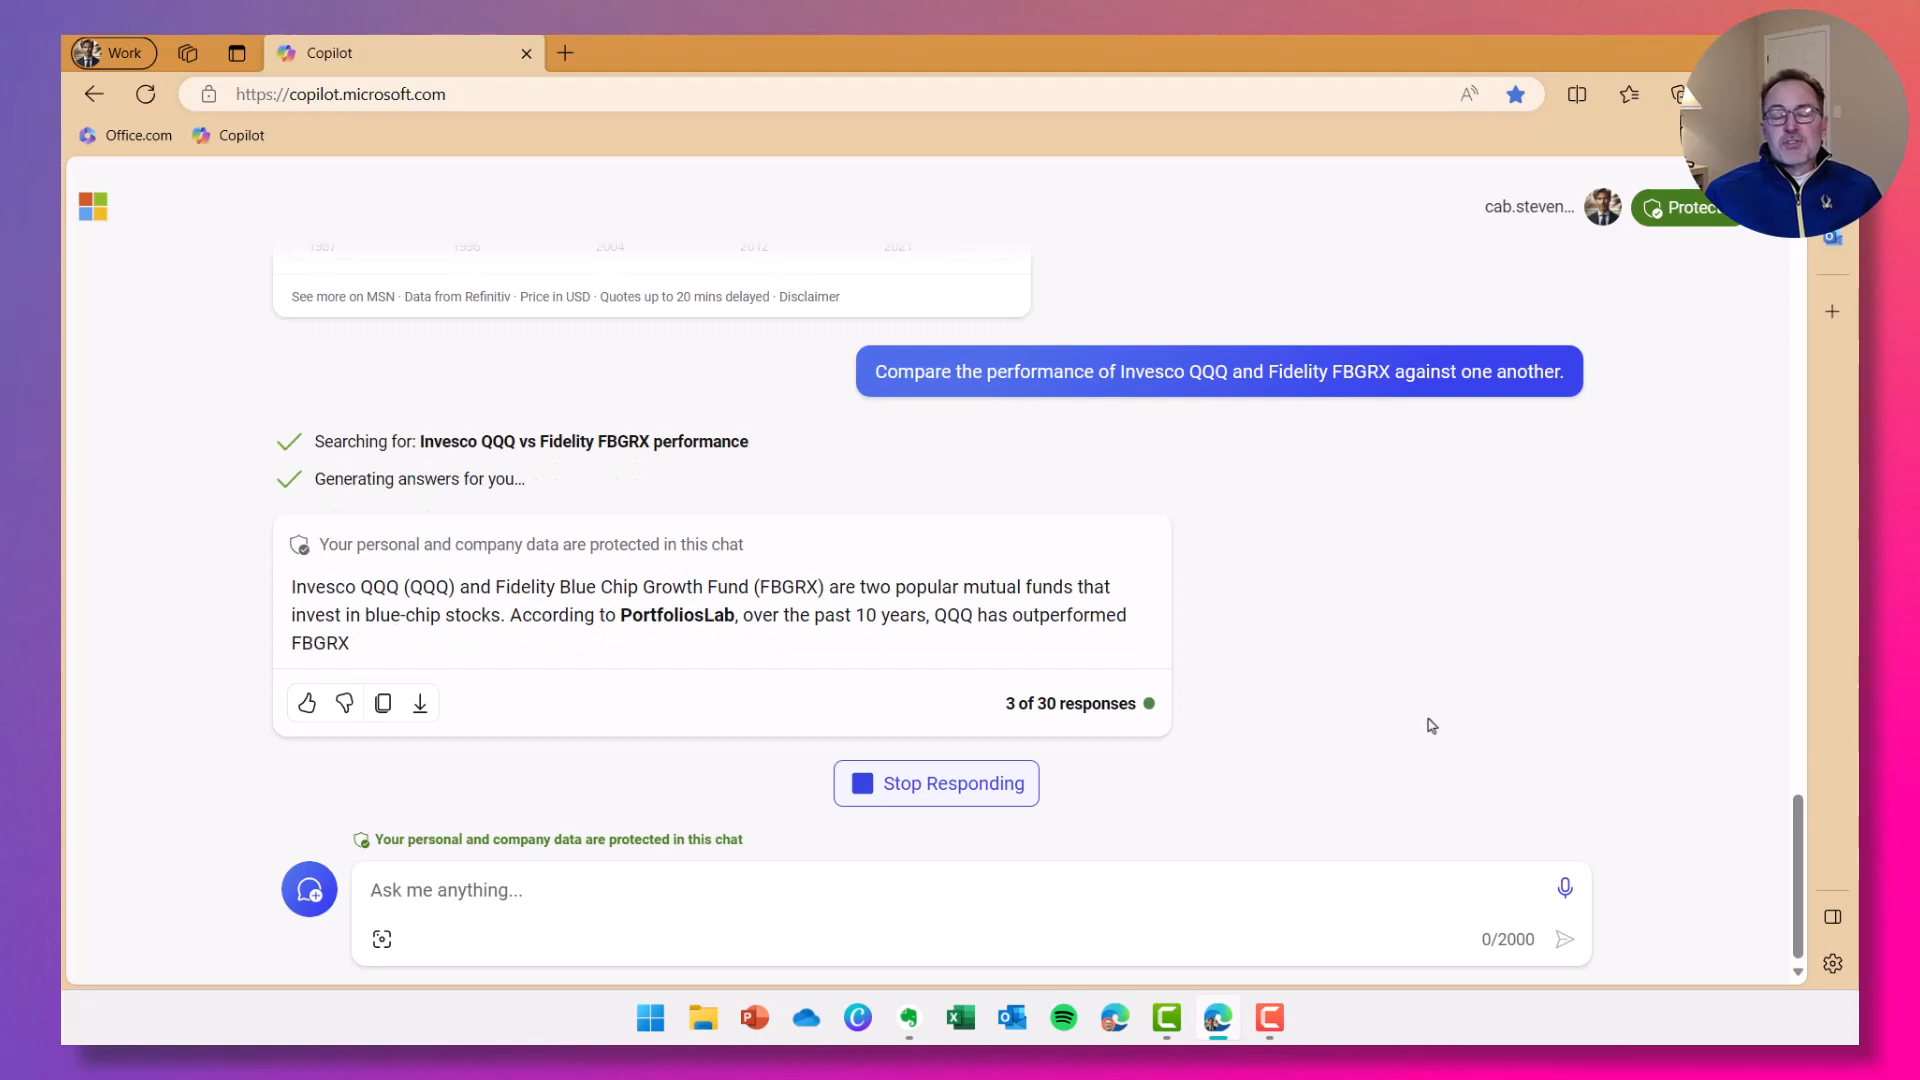 Work
Copilot
https://copilot.microsoft.com
Office.com
Copilot
cab.steven...
Protec
1987 1996 2004 2012 2021
See more on MSN · Data from Refinitiv · Price in USD · Quotes up to 20 mins delayed · Disclaimer
Compare the performance of Invesco QQQ and Fidelity FBGRX against one another.
Searching for: Invesco QQQ vs Fidelity FBGRX performance
Generating answers for you...
Your personal and company data are protected in this chat
Invesco QQQ (QQQ) and Fidelity Blue Chip Growth Fund (FBGRX) are two popular mutual funds that
invest in blue-chip stocks. According to PortfoliosLab, over the past 10 years, QQQ has outperformed
FBGRX
3 of 30 responses
Stop Responding
Your personal and company data are protected in this chat
Ask me anything...
0/2000